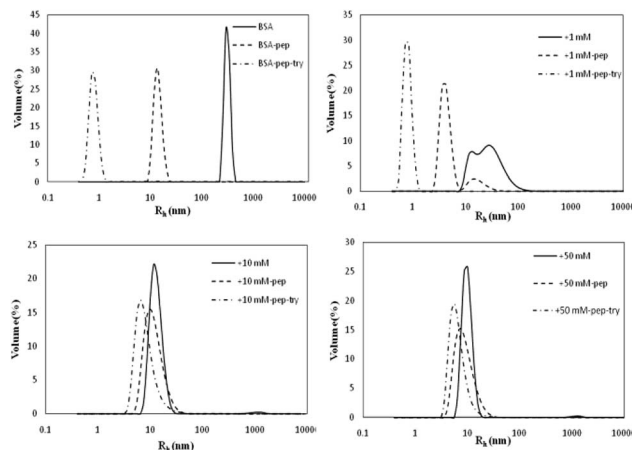 BSA
BSA-pep
BSA-pep-try
Volume(%)
45
40
35
30
25
20
15
10
5
0
0.1 1 10 100 1000 10000
Rh(nm)
+1 mM
+1 mM-pep
+1 mM-pep-try
Volume(%)
35
30
25
20
15
10
5
0
0.1 1 10 100 1000 10000
Rh(nm)
+10 mM
+10 mM-pep
+10 mM-pep-try
Volume(%)
25
20
15
10
5
0
0.1 1 10 100 1000 10000
Rh(nm)
+50 mM
+50 mM-pep
+50 mM-pep-try
Volume(%)
30
25
20
15
10
5
0
0.1 1 10 100 1000 10000
Rh(nm)